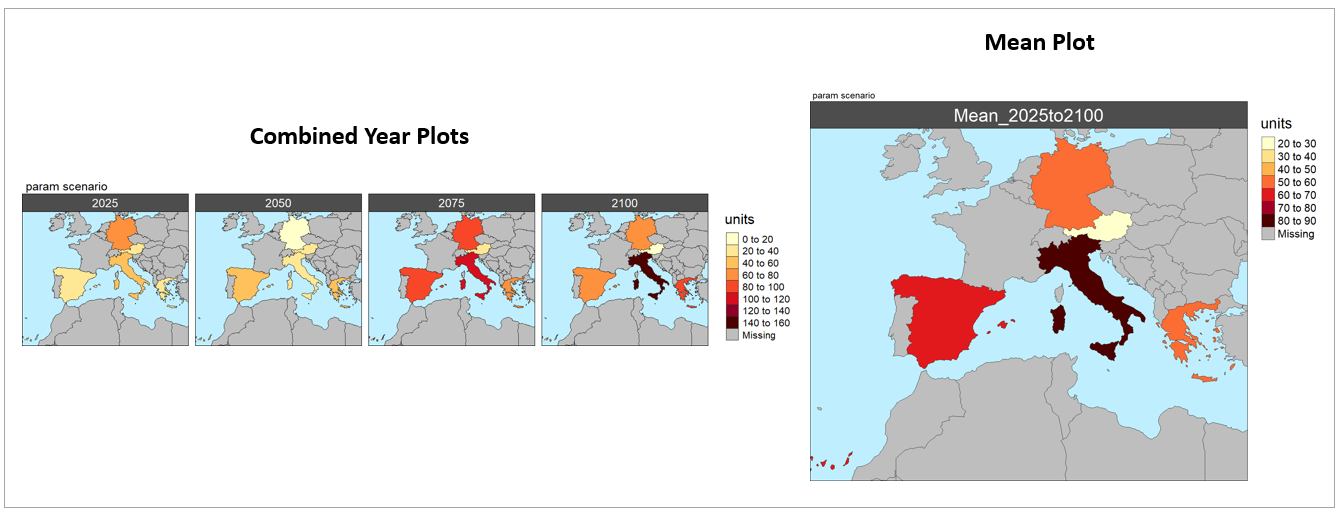 Mean Plot
param scenario
Mean_2025to2100
units
20 to 30
30 to 40
40 to 50
50 to 60
60 to 70
70 to 80
80 to 90
Missing
Combined Year Plots
param scenario
2025
2050
2075
2100
units
0 to 20
20 to 40
40 to 60
60 to 80
80 to 100
100 to 120
120 to 140
140 to 160
Missing